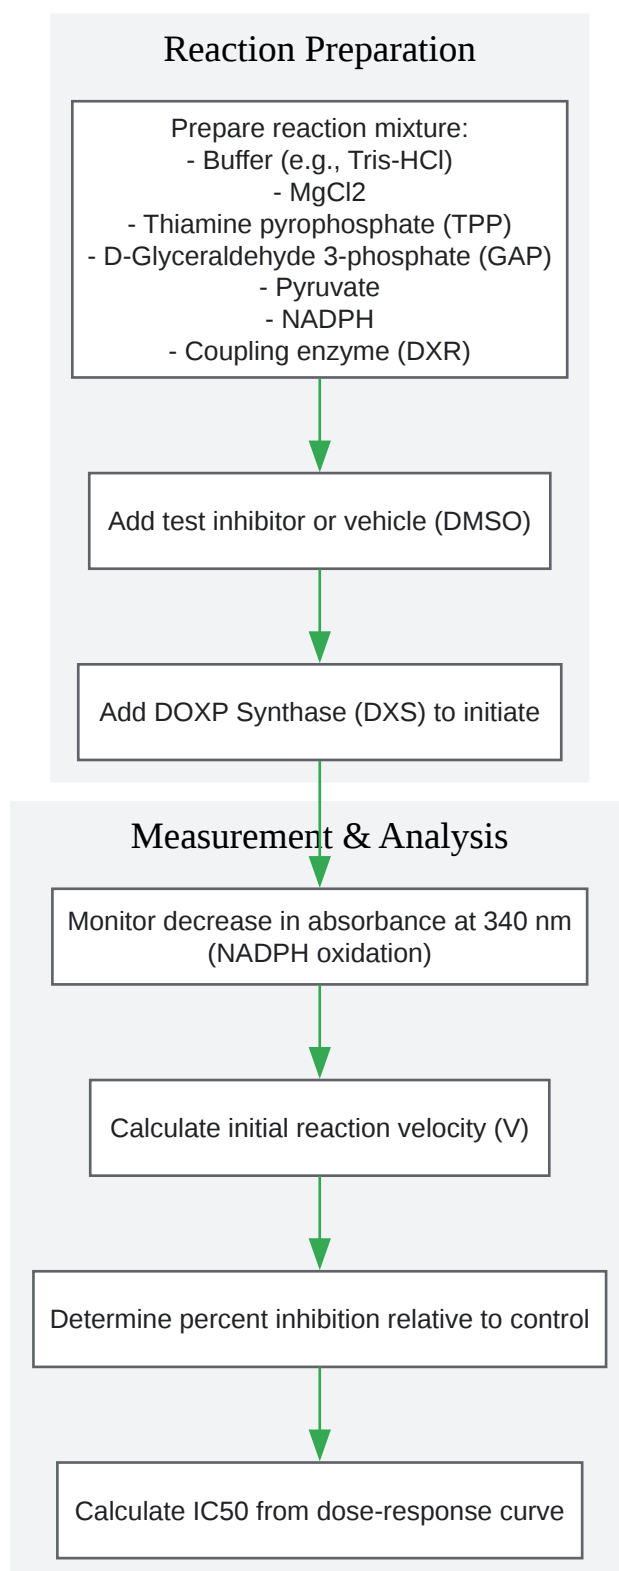 Reaction Preparation
Prepare reaction mixture:
- Buffer (e.g., Tris-HCl)
- MgCl2
- Thiamine pyrophosphate (TPP)
- D-Glyceraldehyde 3-phosphate (GAP)
- Pyruvate
- NADPH
- Coupling enzyme (DXR)
Add test inhibitor or vehicle (DMSO)
Add DOXP Synthase (DXS) to initiate
Measurement & Analysis
Monitor decrease in absorbance at 340 nm
(NADPH oxidation)
Calculate initial reaction velocity (V)
Determine percent inhibition relative to control
Calculate IC50 from dose-response curve